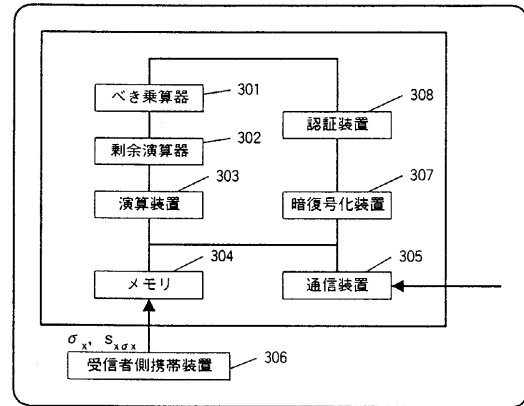 べき乗算器 301
認証装置 308
剰余演算器 302
演算装置 303
暗復号化装置 307
メモリ 304
通信装置 305
σx, Sxσx
受信者側携帯装置 306